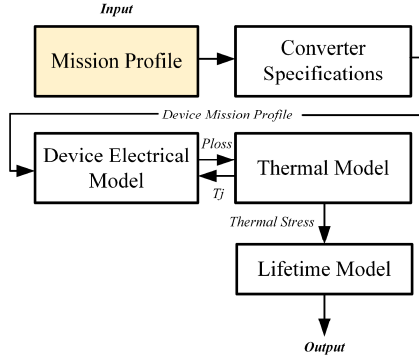 Input
Mission Profile
Converter
Specifications
Device Mission Profile
Device Electrical
Model
Ploss
Tj
Thermal Model
Thermal Stress
Lifetime Model
Output